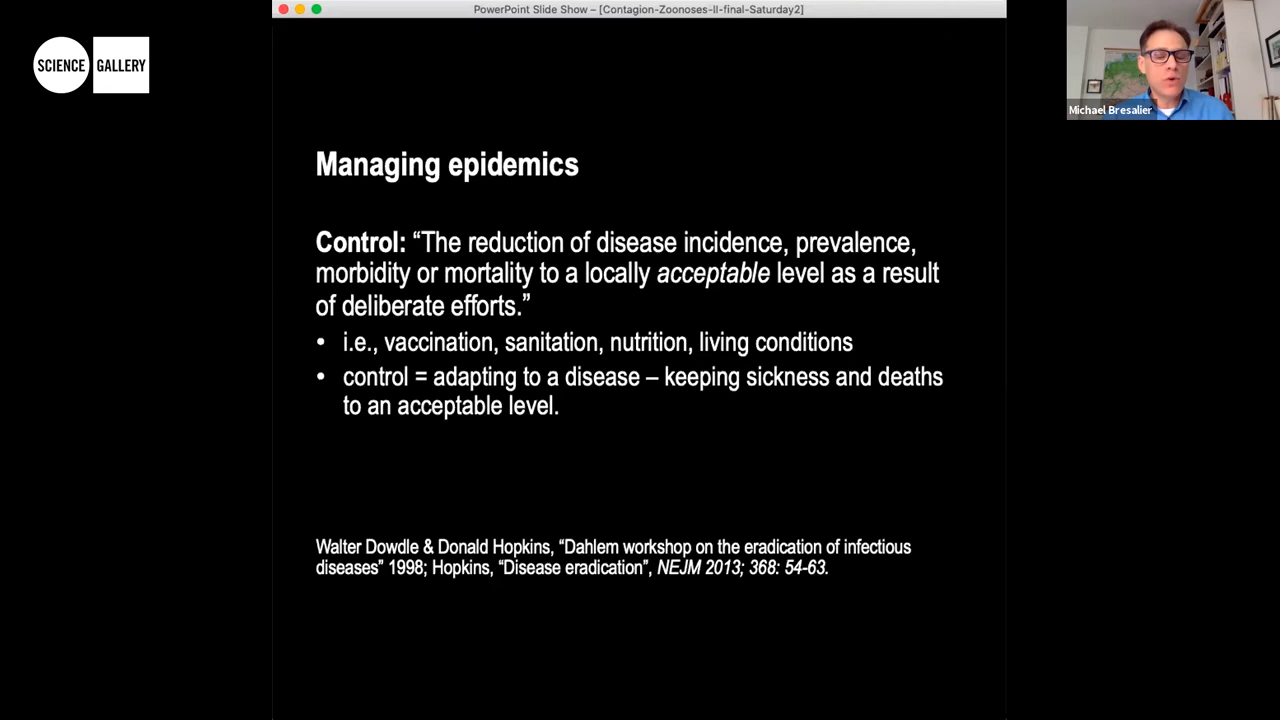 PowerPoint Slide Show – [Contagion-Zoonoses-II-final-Saturday2]
SCIENCE GALLERY
Michael Bresalier
Managing epidemics
Control: “The reduction of disease incidence, prevalence,
morbidity or mortality to a locally acceptable level as a result
of deliberate efforts.”
• i.e., vaccination, sanitation, nutrition, living conditions
• control = adapting to a disease – keeping sickness and deaths
to an acceptable level.
Walter Dowdle & Donald Hopkins, “Dahlem workshop on the eradication of infectious
diseases” 1998; Hopkins, “Disease eradication”, NEJM 2013; 368: 54-63.